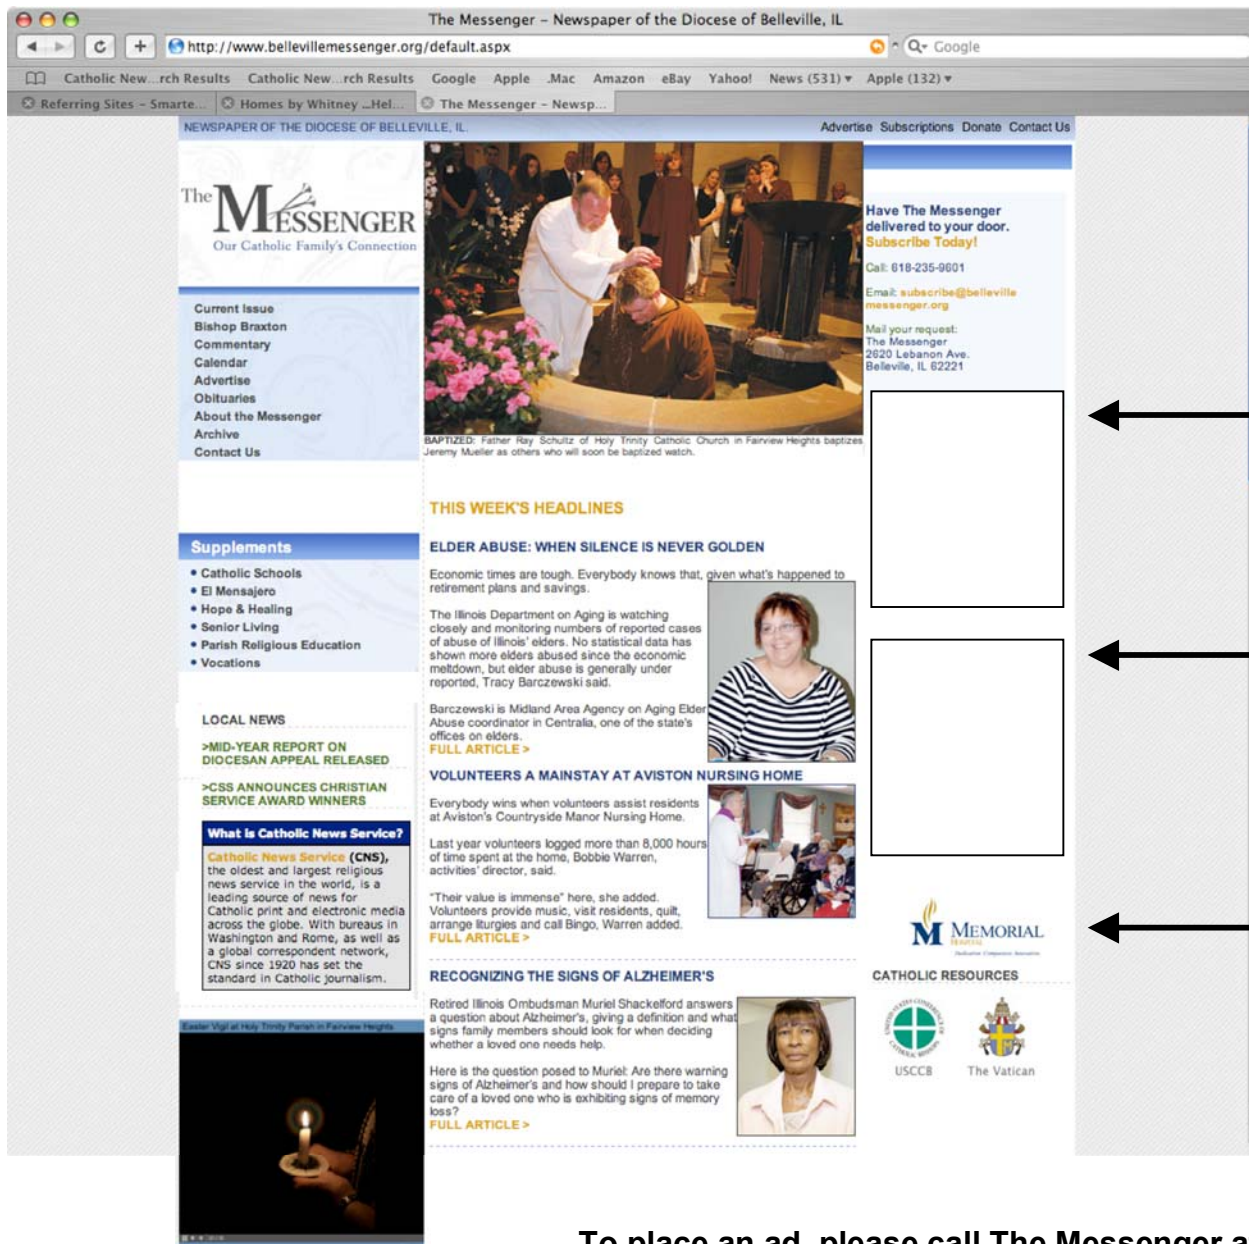 The Messenger – Newspaper of the Diocese of Belleville, IL
http://www.bellevillemessenger.org/default.aspx
Google
Catholic New...rch Results Catholic New...rch Results Google Apple .Mac Amazon eBay Yahoo! News (531) Apple (132)
Referring Sites – Smarte... Homes by Whitney ...Hel... The Messenger – Newsp...
NEWSPAPER OF THE DIOCESE OF BELLEVILLE, IL.
Advertise Subscriptions Donate Contact Us
The MESSENGER
Our Catholic Family's Connection
Current Issue
Bishop Braxton
Commentary
Calendar
Advertise
Obituaries
About the Messenger
Archive
Contact Us
Supplements
• Catholic Schools
• El Mensajero
• Hope & Healing
• Senior Living
• Parish Religious Education
• Vocations
LOCAL NEWS
>MID-YEAR REPORT ON
DIOCESAN APPEAL RELEASED
>CSS ANNOUNCES CHRISTIAN
SERVICE AWARD WINNERS
What is Catholic News Service?
Catholic News Service (CNS),
the oldest and largest religious
news service in the world, is a
leading source of news for
Catholic print and electronic media
across the globe. With bureaus in
Washington and Rome, as well as
a global correspondent network,
CNS since 1920 has set the
standard in Catholic journalism.
Easter Vigil at Holy Trinity Parish in Fairview Heights
BAPTIZED: Father Ray Schultz of Holy Trinity Catholic Church in Fairview Heights baptizes
Jeremy Mueller as others who will soon be baptized watch.
THIS WEEK'S HEADLINES
ELDER ABUSE: WHEN SILENCE IS NEVER GOLDEN
Economic times are tough. Everybody knows that, given what's happened to
retirement plans and savings.
The Illinois Department on Aging is watching
closely and monitoring numbers of reported cases
of abuse of Illinois' elders. No statistical data has
shown more elders abused since the economic
meltdown, but elder abuse is generally under
reported, Tracy Barczewski said.
Barczewski is Midland Area Agency on Aging Elder
Abuse coordinator in Centralia, one of the state's
offices on elders.
FULL ARTICLE >
VOLUNTEERS A MAINSTAY AT AVISTON NURSING HOME
Everybody wins when volunteers assist residents
at Aviston's Countryside Manor Nursing Home.
Last year volunteers logged more than 8,000 hours
of time spent at the home, Bobbie Warren,
activities' director, said.
"Their value is immense" here, she added.
Volunteers provide music, visit residents, quilt,
arrange liturgies and call Bingo, Warren added.
FULL ARTICLE >
RECOGNIZING THE SIGNS OF ALZHEIMER'S
Retired Illinois Ombudsman Muriel Shackelford answers
a question about Alzheimer's, giving a definition and what
signs family members should look for when deciding
whether a loved one needs help.
Here is the question posed to Muriel: Are there warning
signs of Alzheimer's and how should I prepare to take
care of a loved one who is exhibiting signs of memory
loss?
FULL ARTICLE >
Have The Messenger
delivered to your door.
Subscribe Today!
Call: 618-235-9601
Email: subscribe@belleville
messenger.org
Mail your request:
The Messenger
2620 Lebanon Ave.
Belleville, IL 62221
MEMORIAL
HOSPITAL
CATHOLIC RESOURCES
USCCB The Vatican
To place an ad, please call The Messenger a